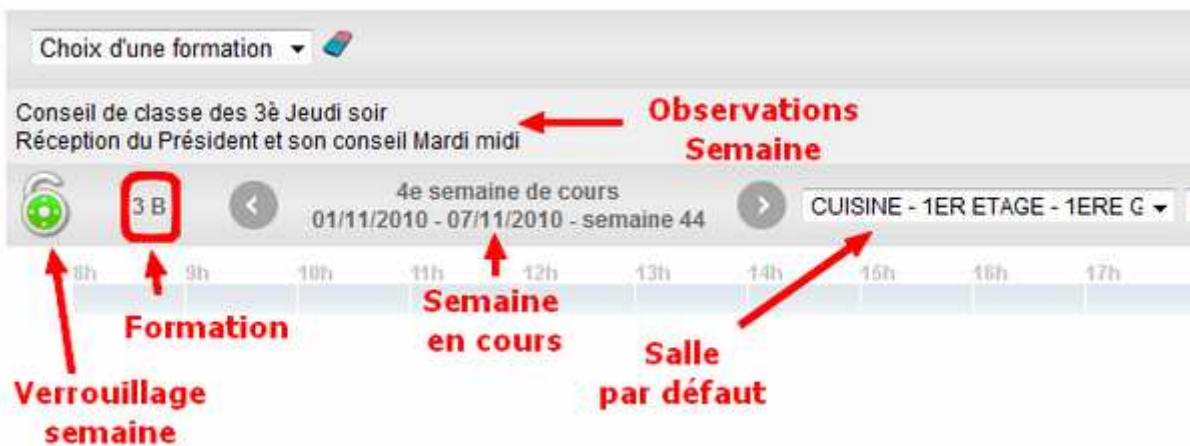 Choix d'une formation
Conseil de classe des 3è Jeudi soir
Réception du Président et son conseil Mardi midi
Observations
Semaine
3 B
4e semaine de cours
01/11/2010 - 07/11/2010 - semaine 44
CUISINE - 1ER ETAGE - 1ERE G
8h 9h 10h 11h 12h 13h 14h 15h 16h 17h
Formation
Semaine
en cours
Salle
par défaut
Verrouillage
semaine